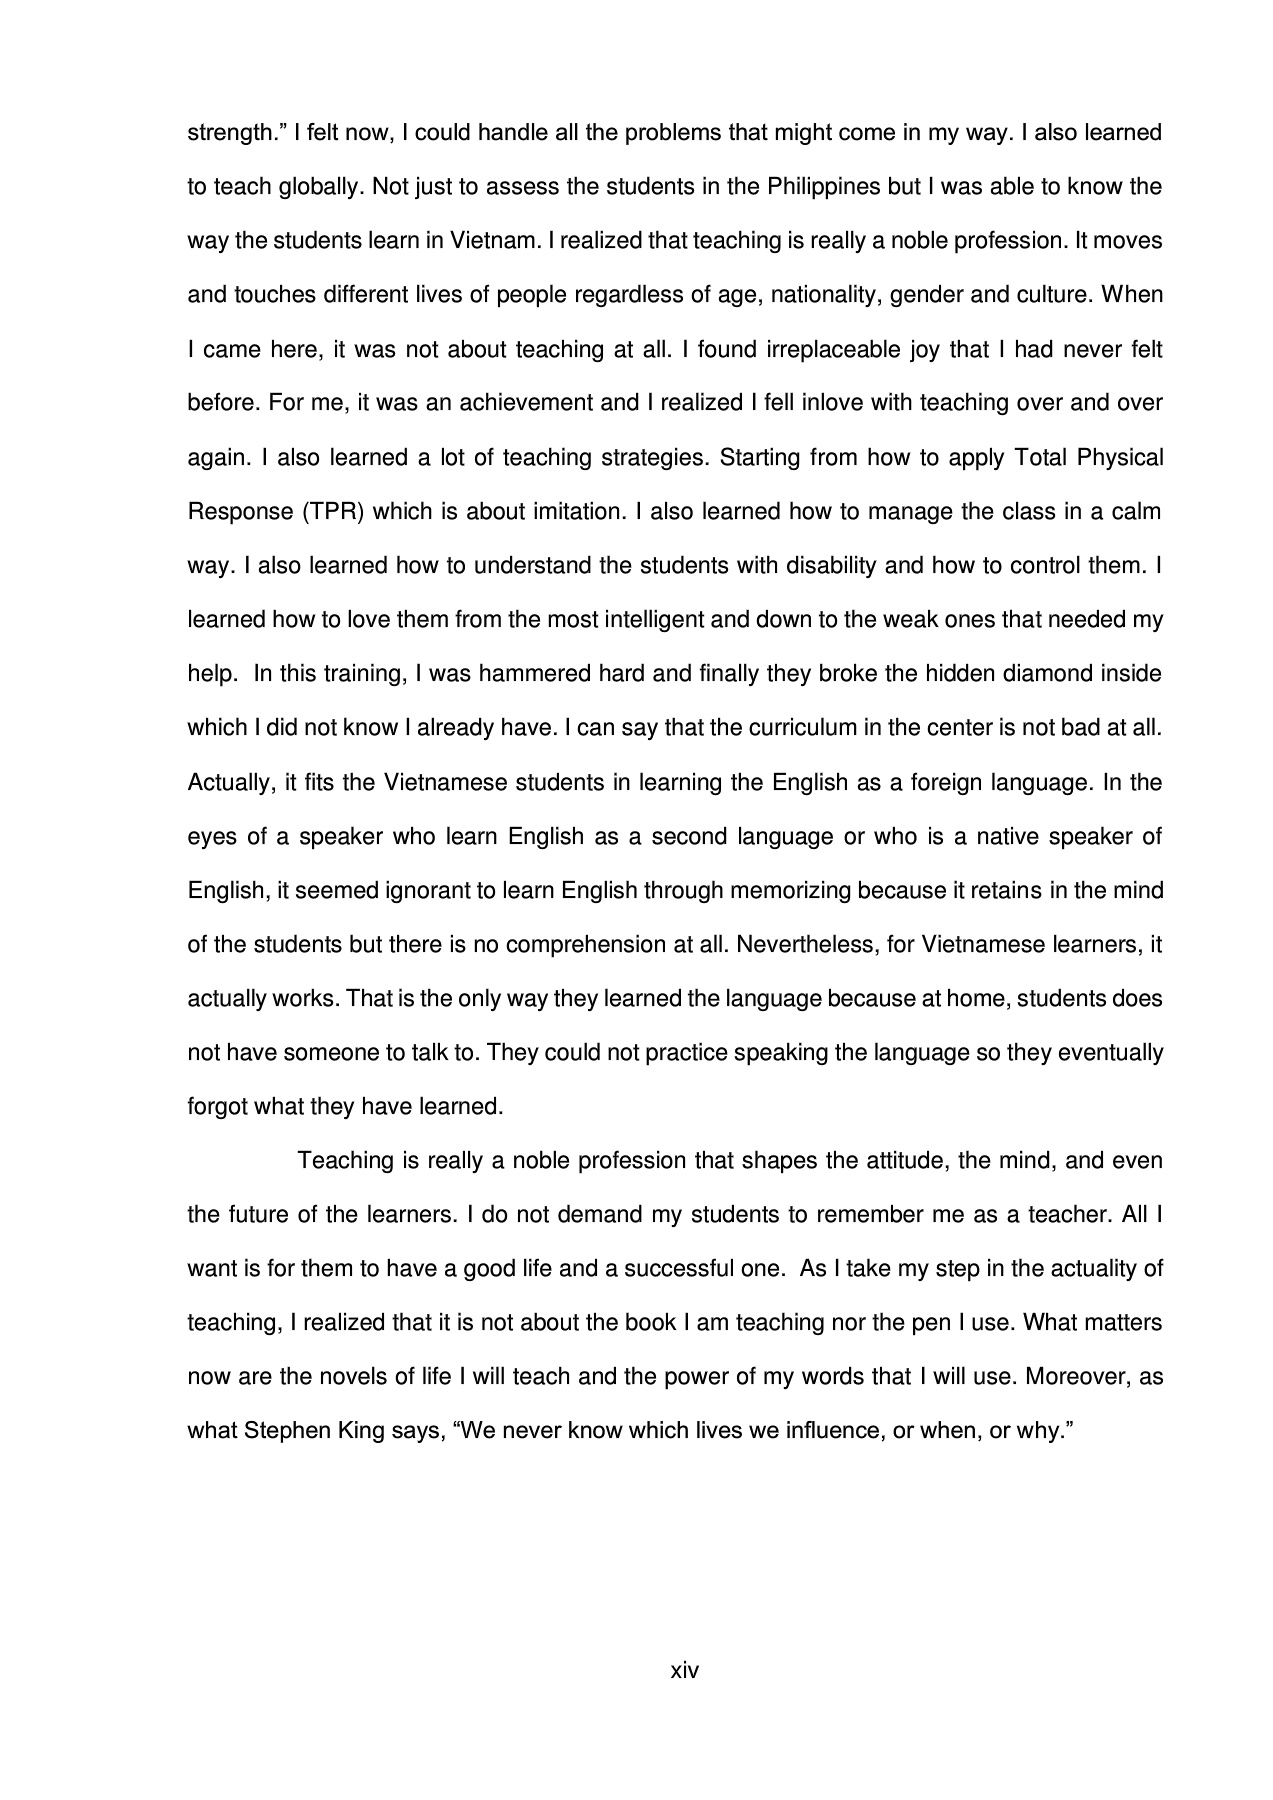 strength.” I felt now, I could handle all the problems that might come in my way. I also learned
to teach globally. Not just to assess the students in the Philippines but I was able to know the
way the students learn in Vietnam. I realized that teaching is really a noble profession. It moves
and touches different lives of people regardless of age, nationality, gender and culture. When
I came here, it was not about teaching at all. I found irreplaceable joy that I had never felt
before. For me, it was an achievement and I realized I fell inlove with teaching over and over
again. I also learned a lot of teaching strategies. Starting from how to apply Total Physical
Response (TPR) which is about imitation. I also learned how to manage the class in a calm
way. I also learned how to understand the students with disability and how to control them. I
learned how to love them from the most intelligent and down to the weak ones that needed my
help.  In this training, I was hammered hard and finally they broke the hidden diamond inside
which I did not know I already have. I can say that the curriculum in the center is not bad at all.
Actually, it fits the Vietnamese students in learning the English as a foreign language. In the
eyes of a speaker who learn English as a second language or who is a native speaker of
English, it seemed ignorant to learn English through memorizing because it retains in the mind
of the students but there is no comprehension at all. Nevertheless, for Vietnamese learners, it
actually works. That is the only way they learned the language because at home, students does
not have someone to talk to. They could not practice speaking the language so they eventually
forgot what they have learned.
Teaching is really a noble profession that shapes the attitude, the mind, and even
the future of the learners. I do not demand my students to remember me as a teacher. All I
want is for them to have a good life and a successful one.  As I take my step in the actuality of
teaching, I realized that it is not about the book I am teaching nor the pen I use. What matters
now are the novels of life I will teach and the power of my words that I will use. Moreover, as
what Stephen King says, “We never know which lives we influence, or when, or why.”
xiv